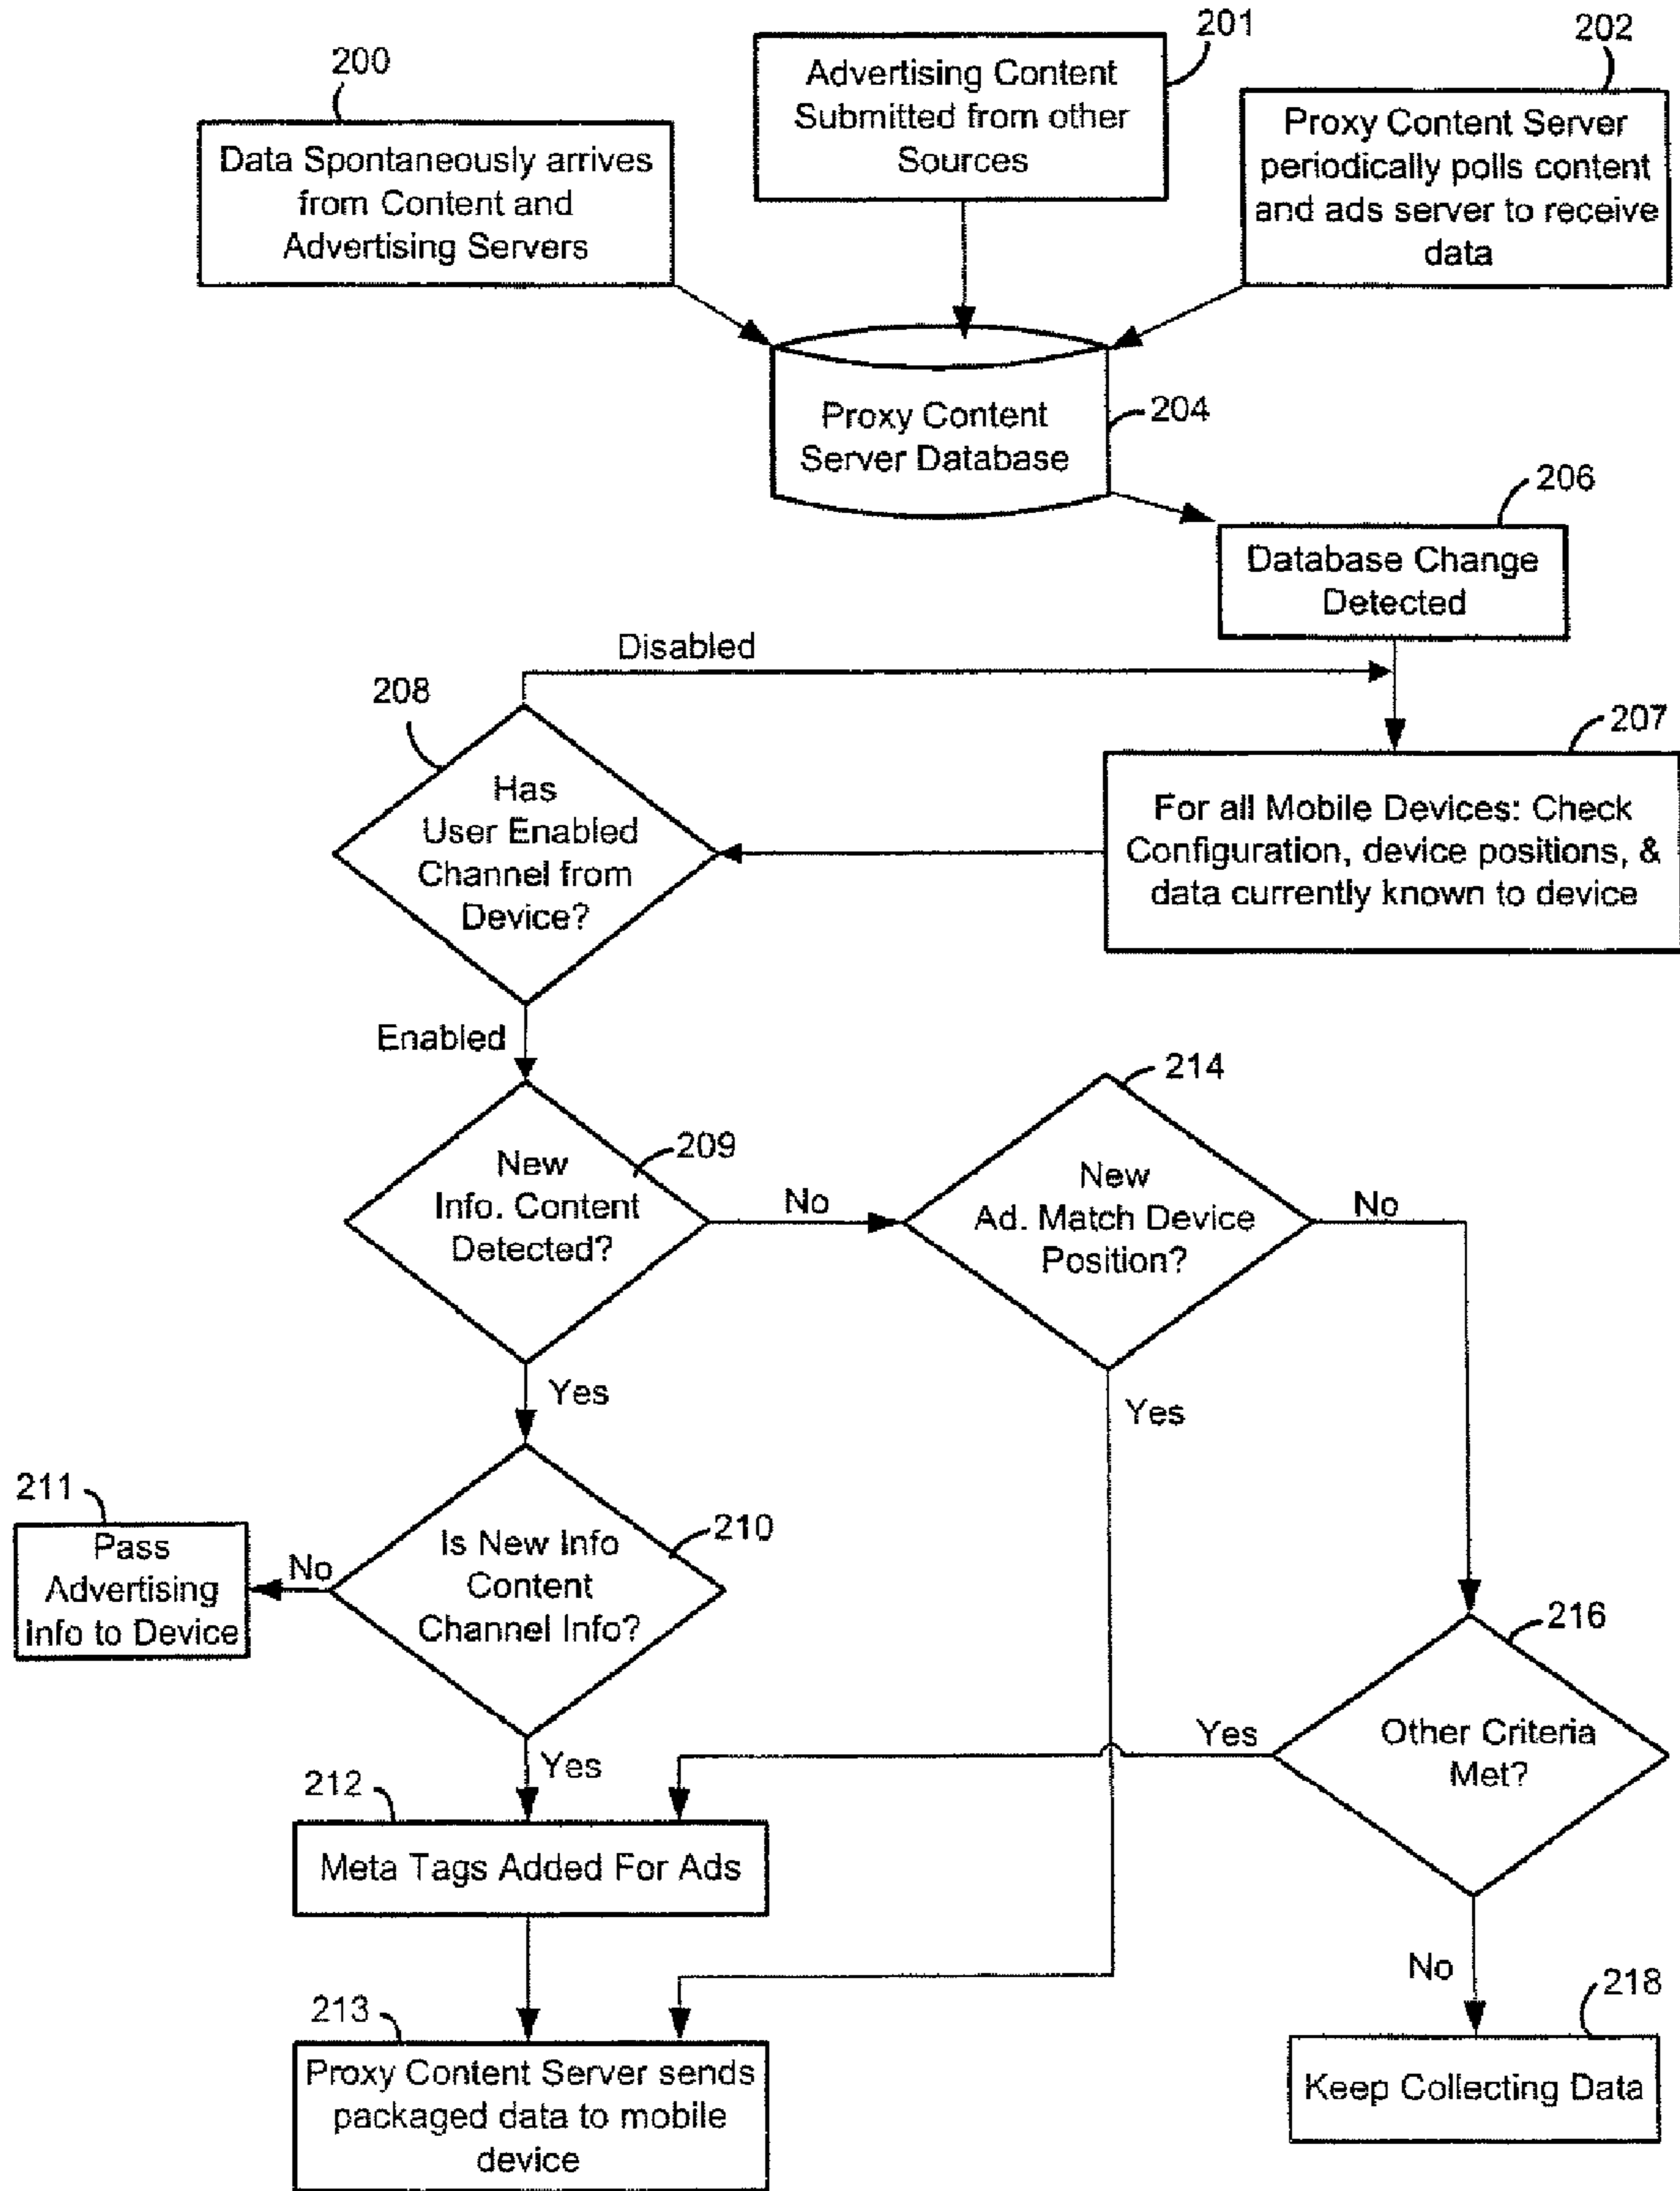 200
Data Spontaneously arrives
from Content and
Advertising Servers
201
Advertising Content
Submitted from other
Sources
202
Proxy Content Server
periodically polls content
and ads server to receive
data
Proxy Content
Server Database
204
206
Database Change
Detected
Disabled
208
Has
User Enabled
Channel from
Device?
207
For all Mobile Devices: Check
Configuration, device positions, &
data currently known to device
Enabled
209
New
Info. Content
Detected?
No
214
New
Ad. Match Device
Position?
No
Yes
Yes
211
Pass
Advertising
Info to Device
No
210
Is New Info
Content
Channel Info?
216
Other Criteria
Met?
Yes
Yes
212
Meta Tags Added For Ads
No
213
Proxy Content Server sends
packaged data to mobile
device
218
Keep Collecting Data